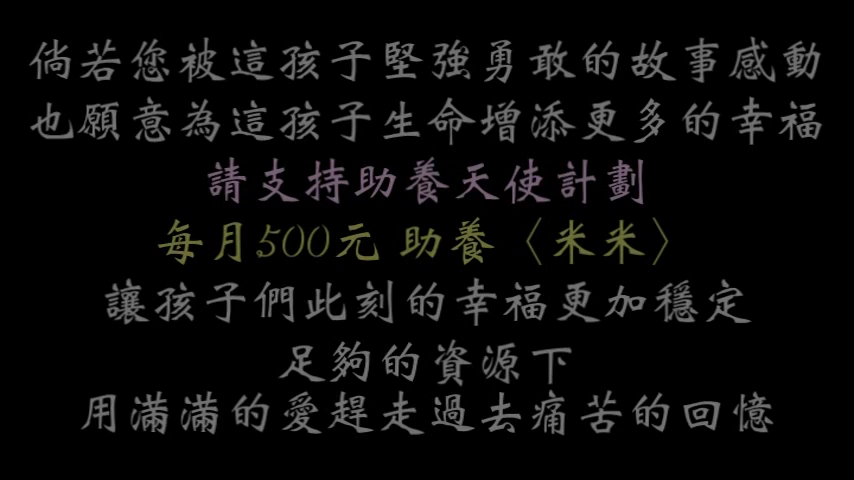 倘若您被這孩子堅強勇敢的故事感動
也願意為這孩子生命增添更多的幸福
請支持助養天使計劃
每月500元 助養〈米米〉
讓孩子們此刻的幸福更加穩定
足夠的資源下
用滿滿的愛趕走過去痛苦的回憶